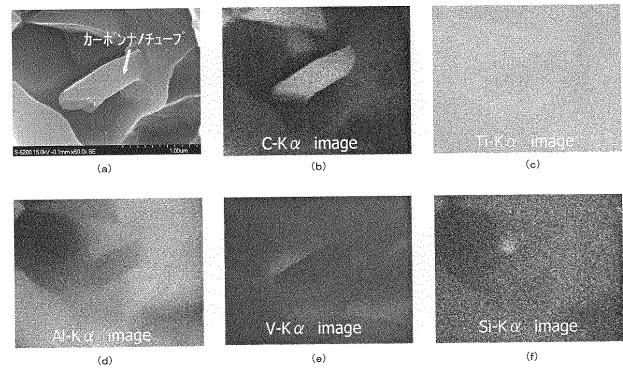 カーボンナノチューブ
S-5200 15.0kV -0.1mm x50.0k SE 1.00um
(a)
C-Kα image
(b)
Ti-Kα image
(c)
Al-Kα image
(d)
V-Kα image
(e)
Si-Kα image
(f)